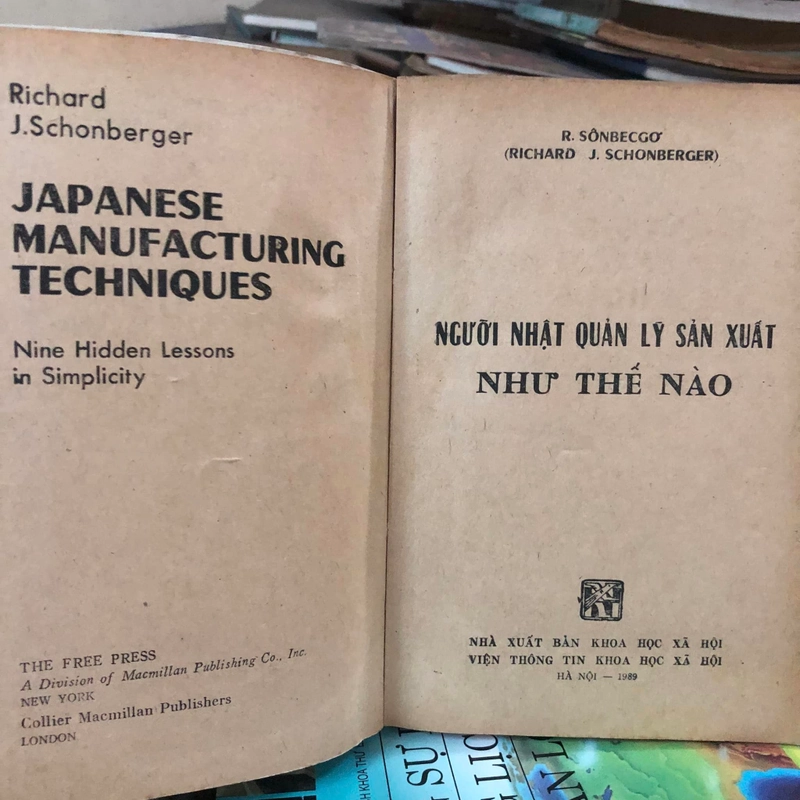 Richard
J.Schonberger
JAPANESE
MANUFACTURING
TECHNIQUES
Nine Hidden Lessons
in Simplicity
THE FREE PRESS
A Division of Macmillan Publishing Co., Inc.
NEW YORK
Collier Macmillan Publishers
LONDON
R. SÔNBECGƠ
(RICHARD J. SCHONBERGER)
NGƯỜI NHẬT QUẢN LÝ SẢN XUẤT
NHƯ THẾ NÀO
NHÀ XUẤT BẢN KHOA HỌC XÃ HỘI
VIỆN THÔNG TIN KHOA HỌC XÃ HỘI
HÀ NỘI — 1989